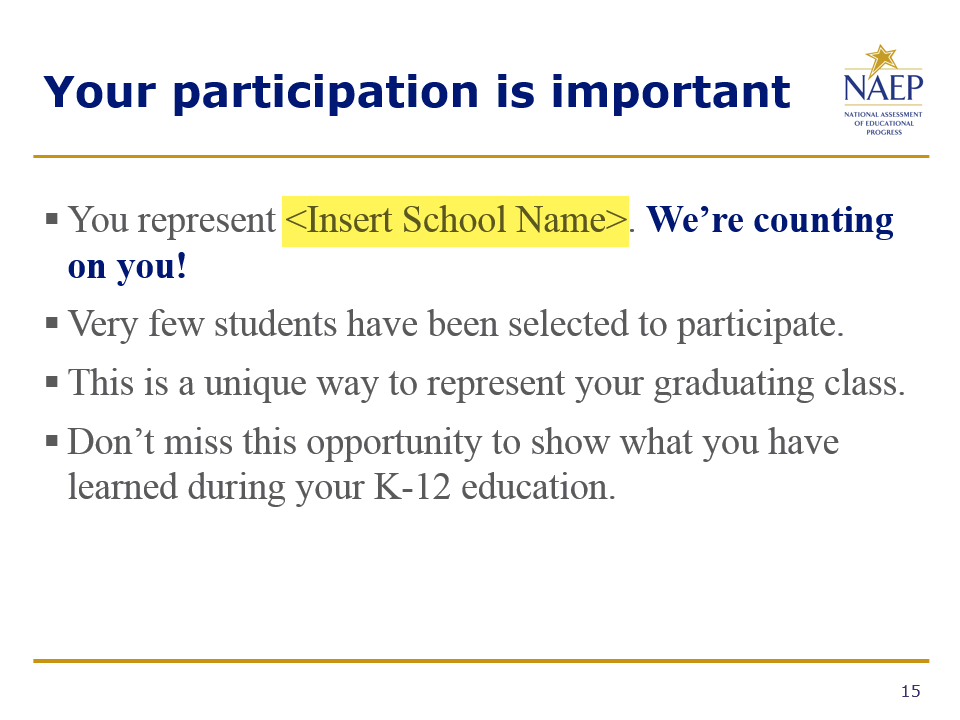 Your participation is important
NAEP
NATIONAL ASSESSMENT
OF EDUCATIONAL
PROGRESS
▪ You represent <Insert School Name>. We’re counting
on you!
▪ Very few students have been selected to participate.
▪ This is a unique way to represent your graduating class.
▪ Don’t miss this opportunity to show what you have
learned during your K-12 education.
15